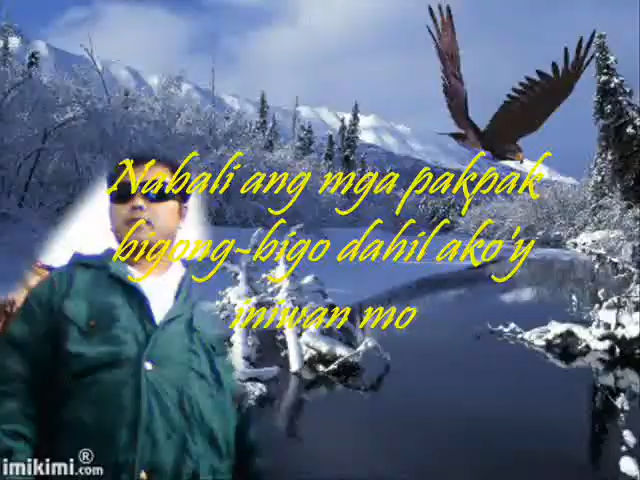 Nabali ang mga pakpak
bigong-bigo dahil ako'y
iniwan mo
imikimi®.com